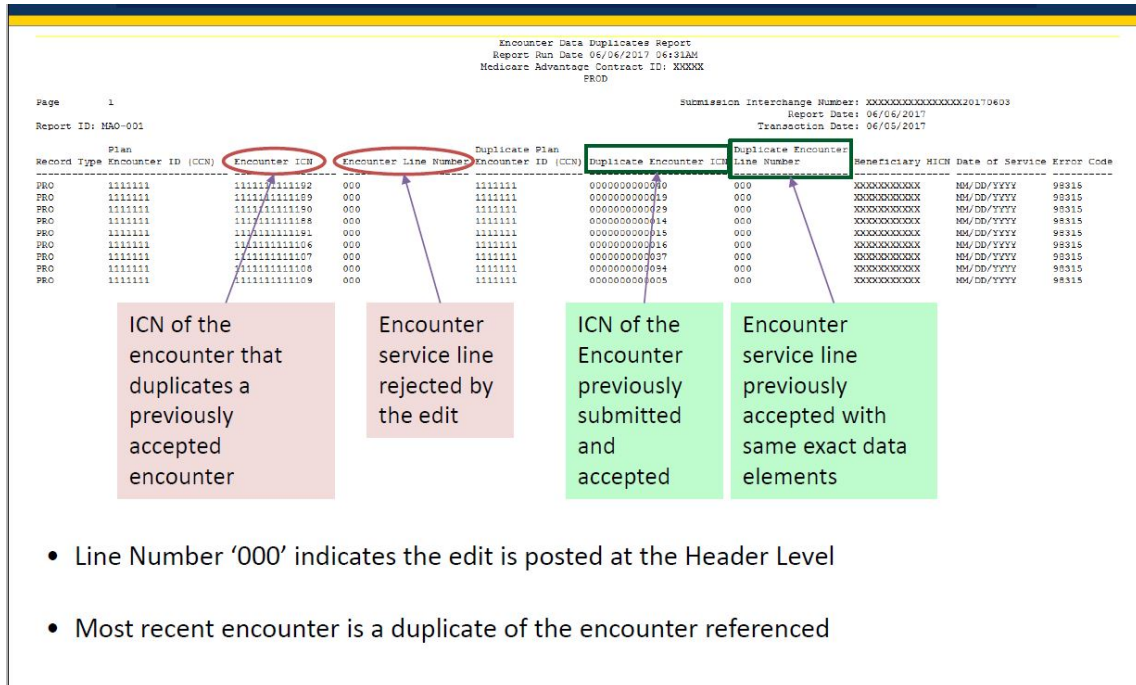 Encounter Data Duplicates Report
Report Run Date 06/06/2017 06:31AM
Medicare Advantage Contract ID: XXXXX
PROD
Page 1 Submission Interchange Number: XXXXXXXXXXXXXXXXX20170603
Report Date: 06/06/2017
Report ID: MAO-001 Transaction Date: 06/05/2017
Plan Duplicate Plan Duplicate Encounter
Record Type Encounter ID (CCN) Encounter ICN Encounter Line Number Encounter ID (CCN) Duplicate Encounter ICN Line Number Beneficiary HICN Date of Service Error Code
PRO 1111111 1111111111192 000 1111111 0000000000040 000 XXXXXXXXXXX MM/DD/YYYY 98315
PRO 1111111 1111111111189 000 1111111 0000000000019 000 XXXXXXXXXXX MM/DD/YYYY 98315
PRO 1111111 1111111111190 000 1111111 0000000000029 000 XXXXXXXXXXX MM/DD/YYYY 98315
PRO 1111111 1111111111188 000 1111111 0000000000014 000 XXXXXXXXXXX MM/DD/YYYY 98315
PRO 1111111 1111111111191 000 1111111 0000000000015 000 XXXXXXXXXXX MM/DD/YYYY 98315
PRO 1111111 1111111111106 000 1111111 0000000000016 000 XXXXXXXXXXX MM/DD/YYYY 98315
PRO 1111111 1111111111107 000 1111111 0000000000037 000 XXXXXXXXXXX MM/DD/YYYY 98315
PRO 1111111 1111111111108 000 1111111 0000000000094 000 XXXXXXXXXXX MM/DD/YYYY 98315
PRO 1111111 1111111111109 000 1111111 0000000000005 000 XXXXXXXXXXX MM/DD/YYYY 98315
ICN of the
encounter that
duplicates a
previously
accepted
encounter
Encounter
service line
rejected by
the edit
ICN of the
Encounter
previously
submitted
and
accepted
Encounter
service line
previously
accepted with
same exact data
elements
• Line Number ‘000’ indicates the edit is posted at the Header Level
• Most recent encounter is a duplicate of the encounter referenced